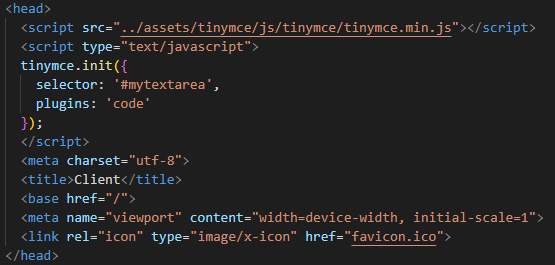 <head>
<script src="../assets/tinymce/js/tinymce/tinymce.min.js"></script>
<script type="text/javascript">
tinymce.init({
selector: '#mytextarea',
plugins: 'code'
});
</script>
<meta charset="utf-8">
<title>Client</title>
<base href="/">
<meta name="viewport" content="width=device-width, initial-scale=1">
<link rel="icon" type="image/x-icon" href="favicon.ico">
</head>